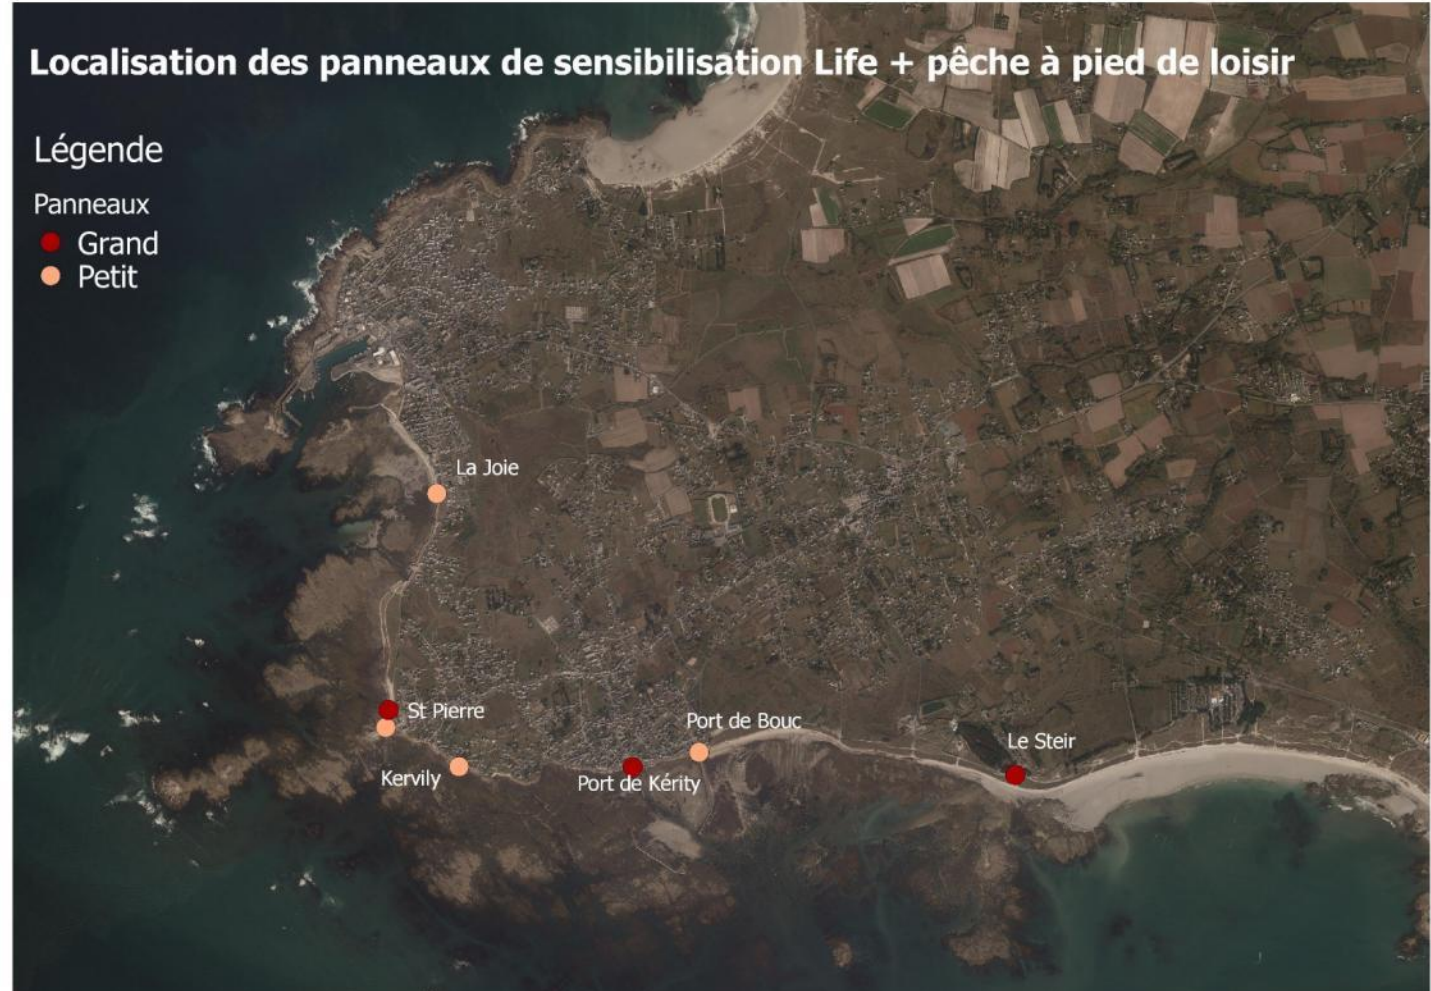 Localisation des panneaux de sensibilisation Life + pêche à pied de loisir
Légende
Panneaux
Grand
Petit
La Joie
St Pierre
Port de Bouc
Le Steir
Kervily
Port de Kérity